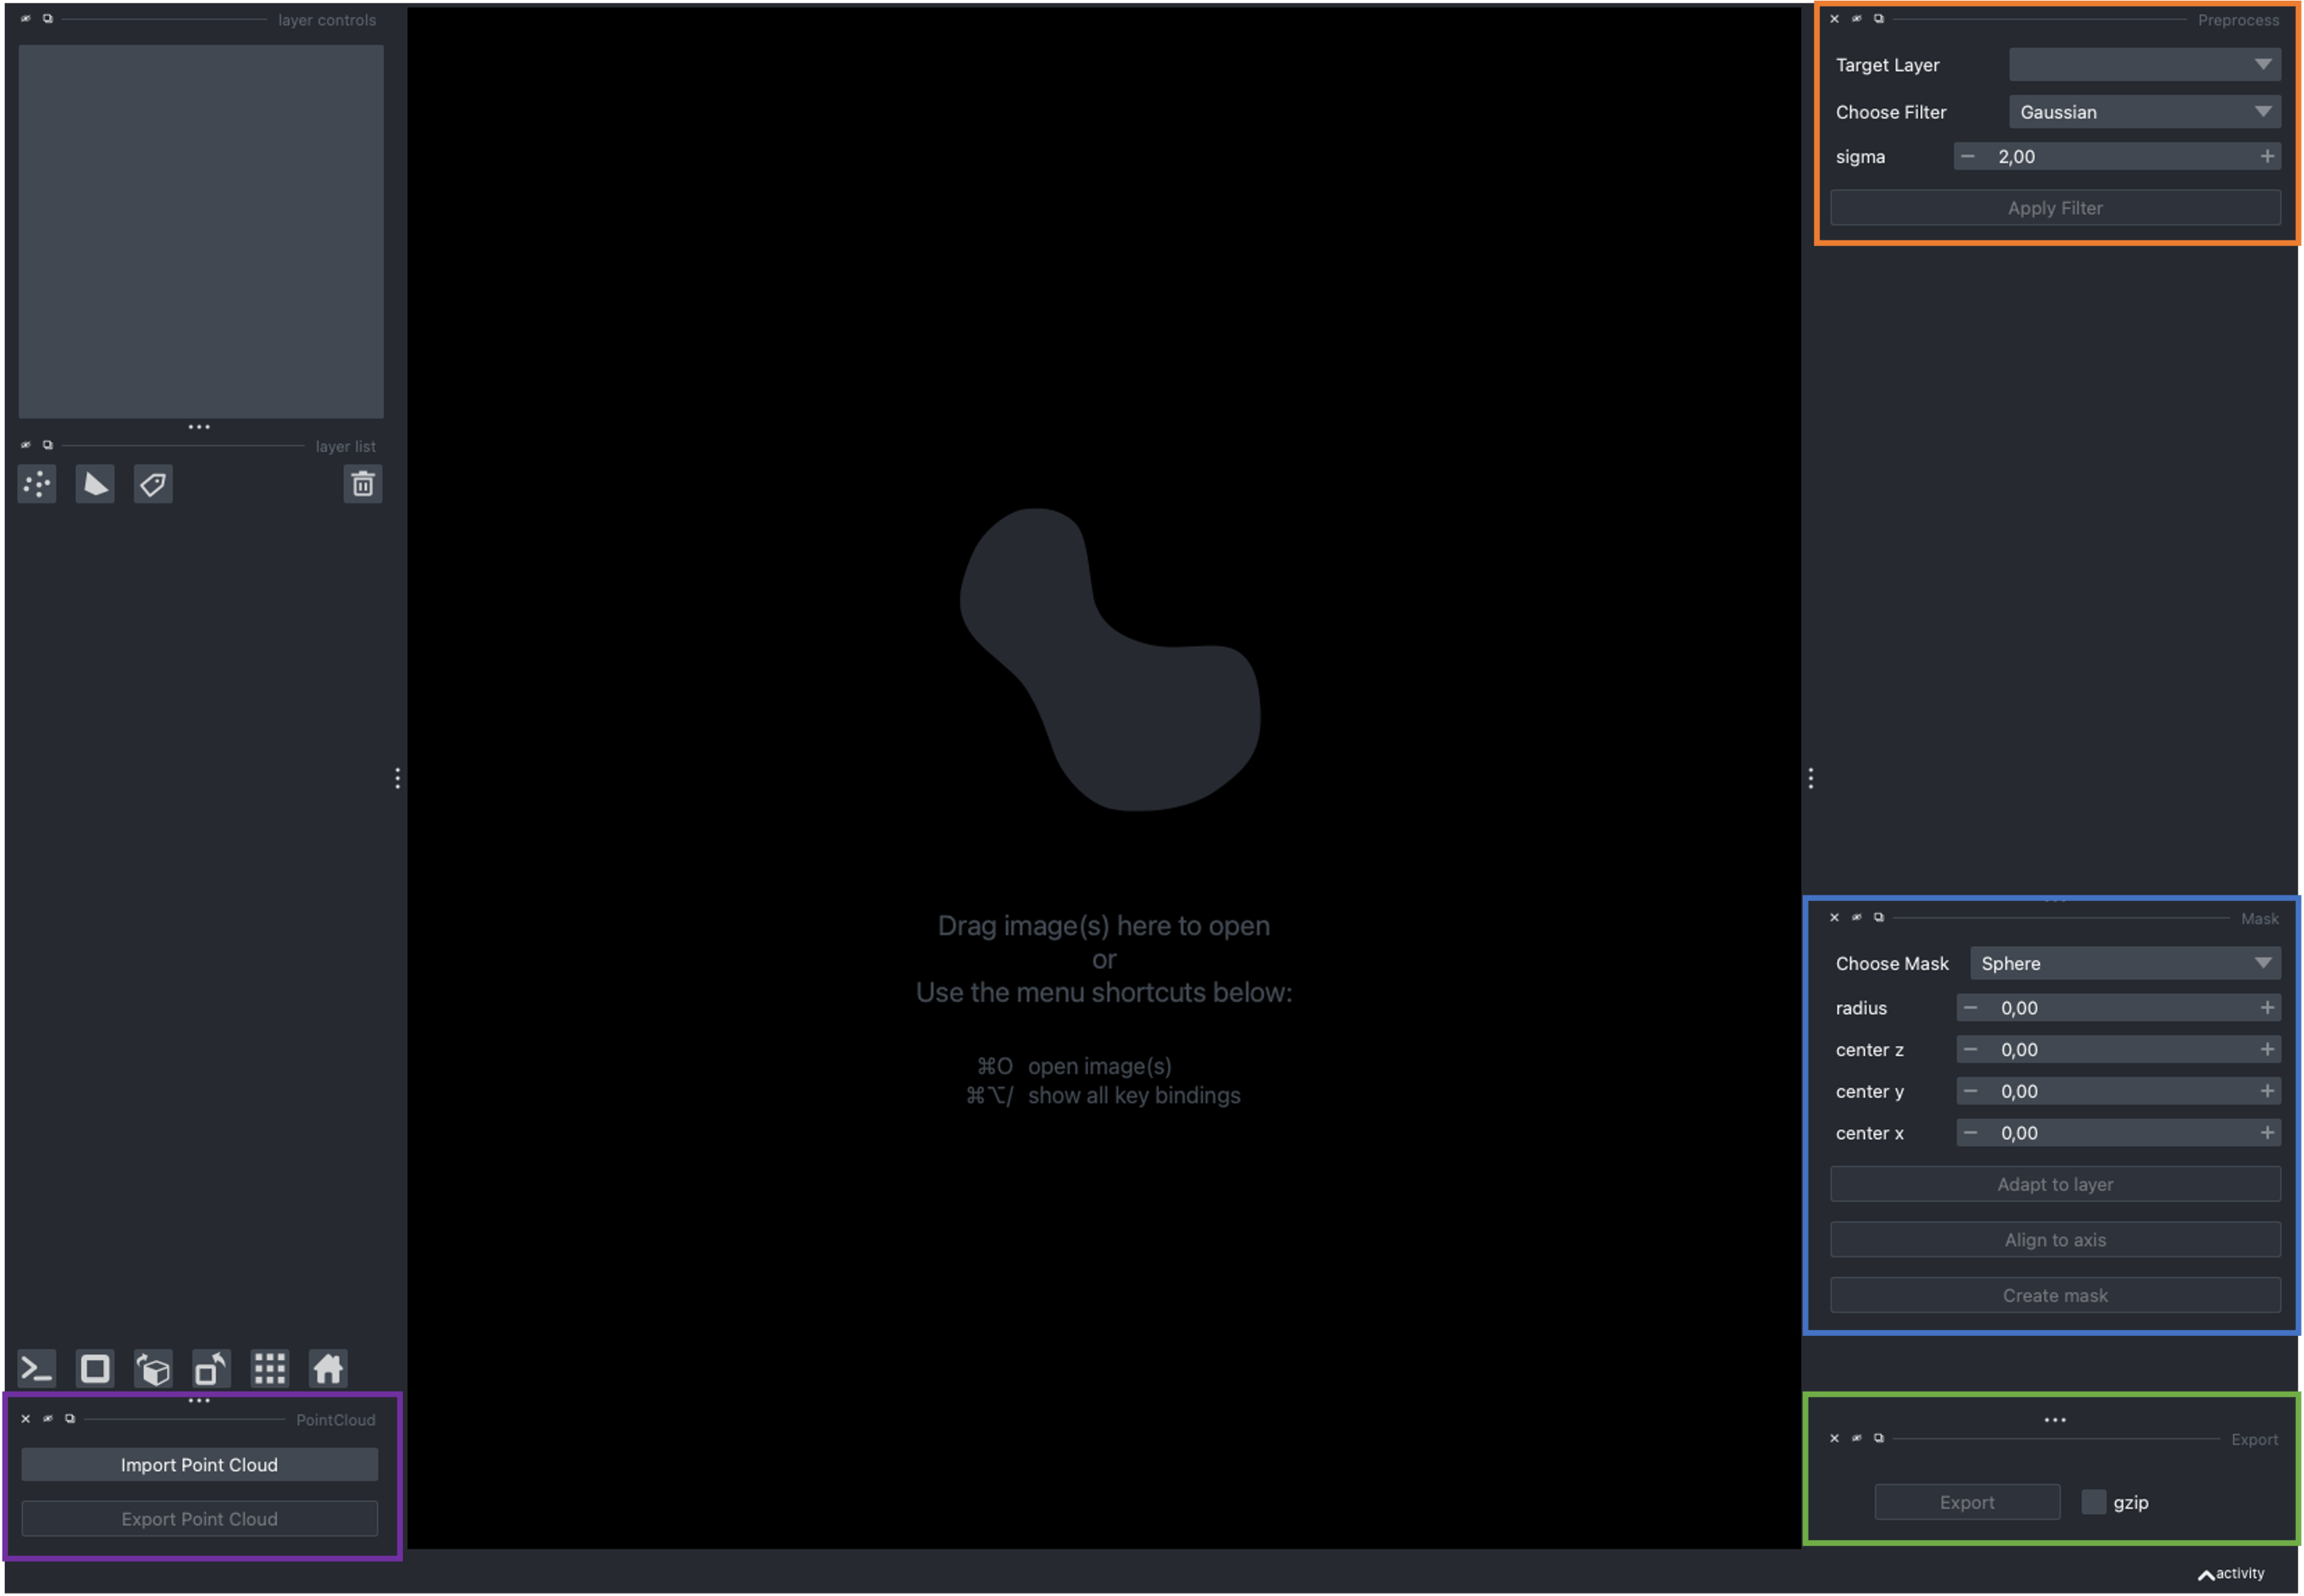 layer controls
layer list
PointCloud
Import Point Cloud
Export Point Cloud
Drag image(s) here to open
or
Use the menu shortcuts below:
⌘O open image(s)
⌘⌥/ show all key bindings
Preprocess
Target Layer
Choose Filter Gaussian
sigma − 2,00 +
Apply Filter
Mask
Choose Mask Sphere
radius − 0,00 +
center z − 0,00 +
center y − 0,00 +
center x − 0,00 +
Adapt to layer
Align to axis
Create mask
Export
Export gzip
activity